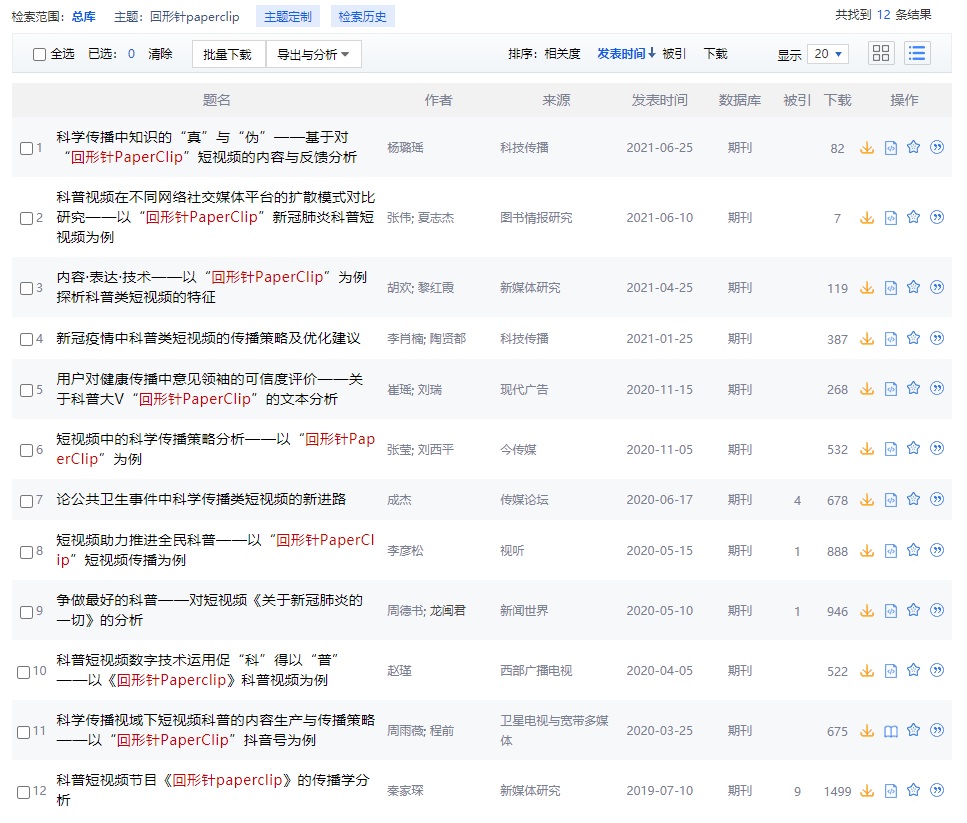 检索范围：总库 主题：回形针paperclip 主题定制 检索历史 共找到 12 条结果
全选 已选：0 清除 批量下载 导出与分析 排序：相关度 发表时间↓ 被引 下载 显示 20
题名 作者 来源 发表时间 数据库 被引 下载 操作
科学传播中知识的“真”与“伪”——基于对
1 杨璐瑶 科技传播 2021-06-25 期刊 82
“回形针PaperClip”短视频的内容与反馈分析
科普视频在不同网络社交媒体平台的扩散模式对比
2 研究——以“回形针PaperClip”新冠肺炎科普短 张伟; 夏志杰 图书情报研究 2021-06-10 期刊 7
视频为例
内容·表达·技术——以“回形针PaperClip”为例
3 胡欢; 黎红霞 新媒体研究 2021-04-25 期刊 119
探析科普类短视频的特征
4 新冠疫情中科普类短视频的传播策略及优化建议 李肖楠; 陶贤都 科技传播 2021-01-25 期刊 387
用户对健康传播中意见领袖的可信度评价——关
5 崔瑶; 刘瑞 现代广告 2020-11-15 期刊 268
于科普大V“回形针PaperClip”的文本分析
短视频中的科学传播策略分析——以“回形针Pap
6 张莹; 刘西平 今传媒 2020-11-05 期刊 532
erClip”为例
7 论公共卫生事件中科学传播类短视频的新进路 成杰 传媒论坛 2020-06-17 期刊 4 678
短视频助力推进全民科普——以“回形针PaperCl
8 李彦松 视听 2020-05-15 期刊 1 888
ip”短视频传播为例
争做最好的科普——对短视频《关于新冠肺炎的
9 周德书; 龙闽君 新闻世界 2020-05-10 期刊 1 946
一切》的分析
科普短视频数字技术运用促“科”得以“普”
10 赵瑾 西部广播电视 2020-04-05 期刊 522
——以《回形针Paperclip》科普视频为例
科学传播视域下短视频科普的内容生产与传播策略 卫星电视与宽带多媒
11 周雨薇; 程前 2020-03-25 期刊 675
——以“回形针PaperClip”抖音号为例 体
科普短视频节目《回形针paperclip》的传播学分
12 秦家琛 新媒体研究 2019-07-10 期刊 9 1499
析